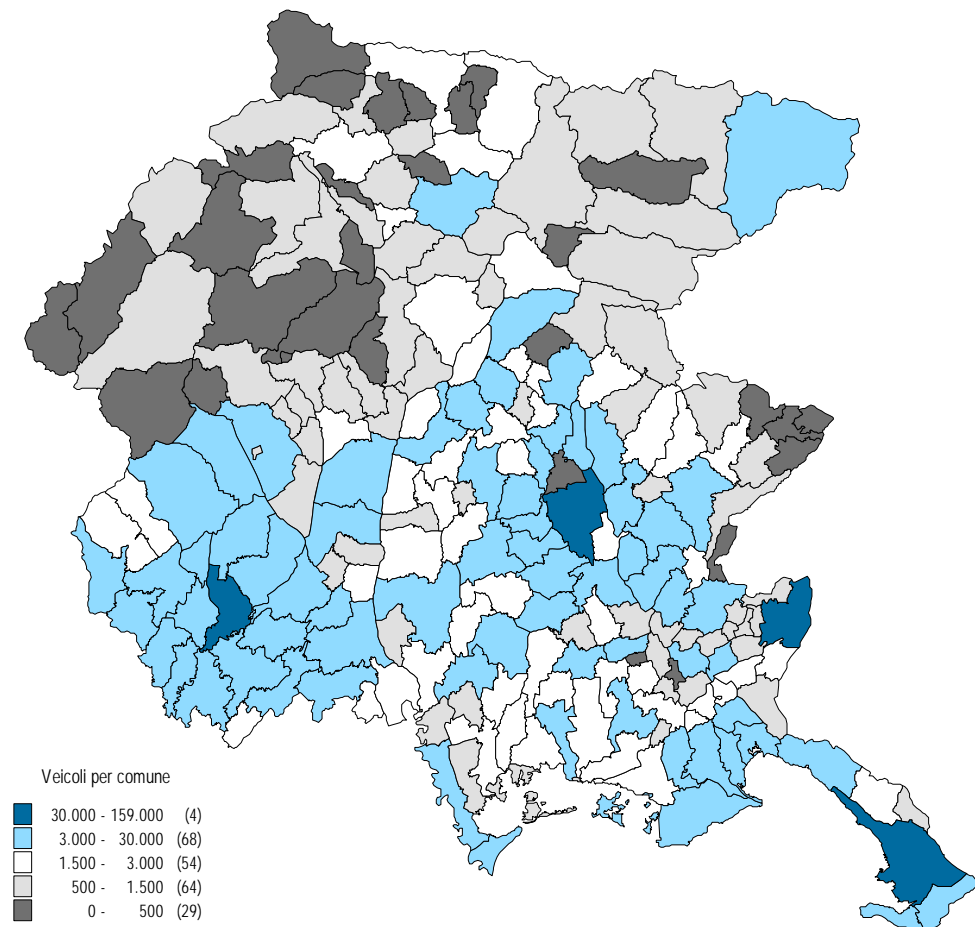 Veicoli per comune
30.000 - 159.000 (4)
3.000 - 30.000 (68)
1.500 - 3.000 (54)
500 - 1.500 (64)
0 - 500 (29)